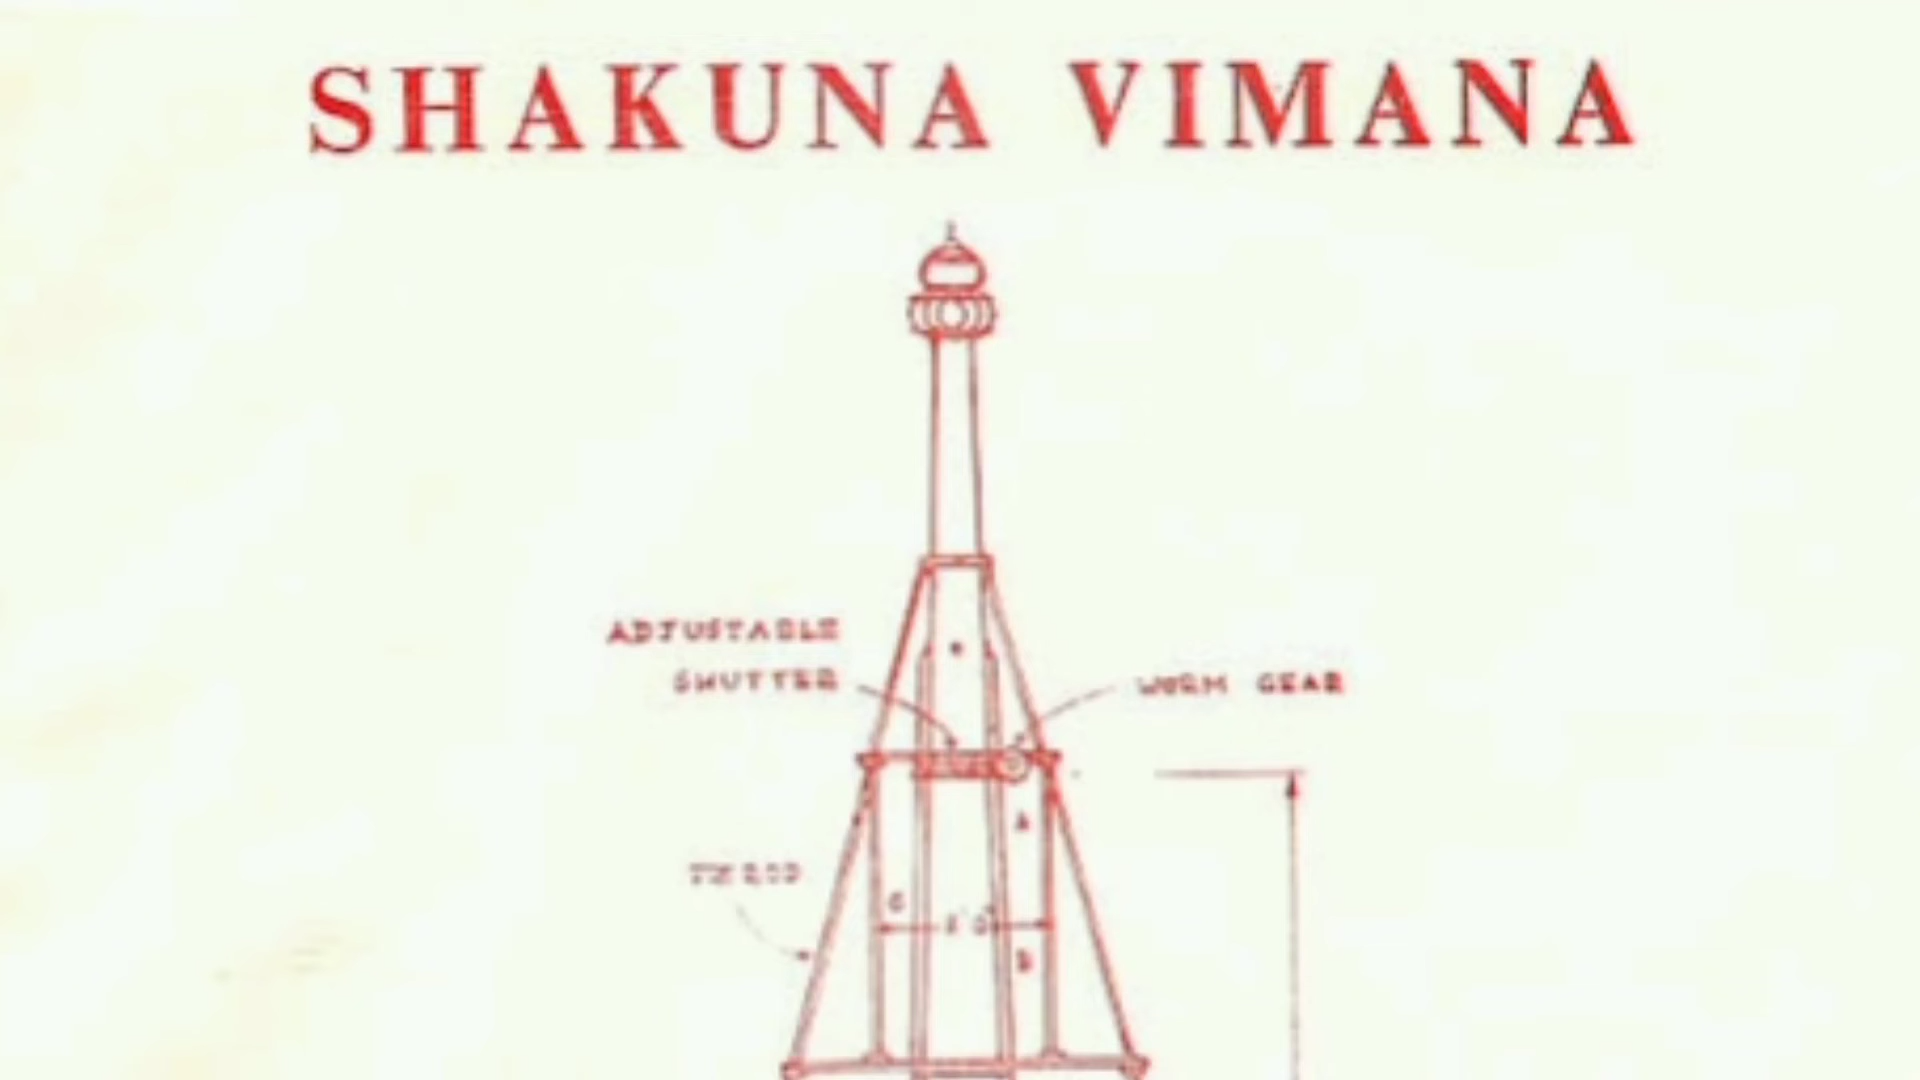 SHAKUNA VIMANA
ADJUSTABLE
SHUTTER
WORM GEAR
A
C
B